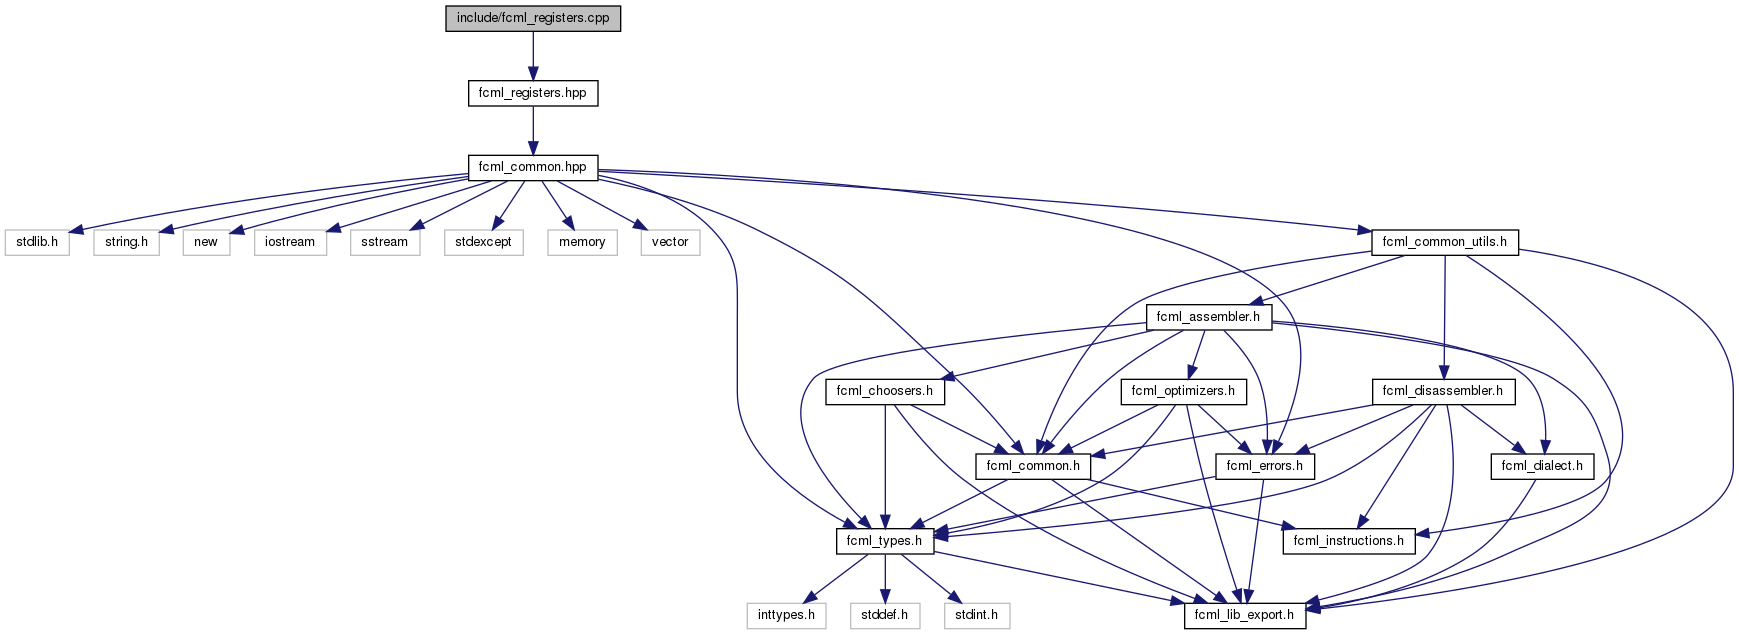 include/fcml_registers.cpp
fcml_registers.hpp
fcml_common.hpp
stdlib.h
string.h
new
iostream
sstream
stdexcept
memory
vector
fcml_common_utils.h
fcml_assembler.h
fcml_choosers.h
fcml_optimizers.h
fcml_disassembler.h
fcml_common.h
fcml_errors.h
fcml_dialect.h
fcml_types.h
fcml_instructions.h
inttypes.h
stddef.h
stdint.h
fcml_lib_export.h